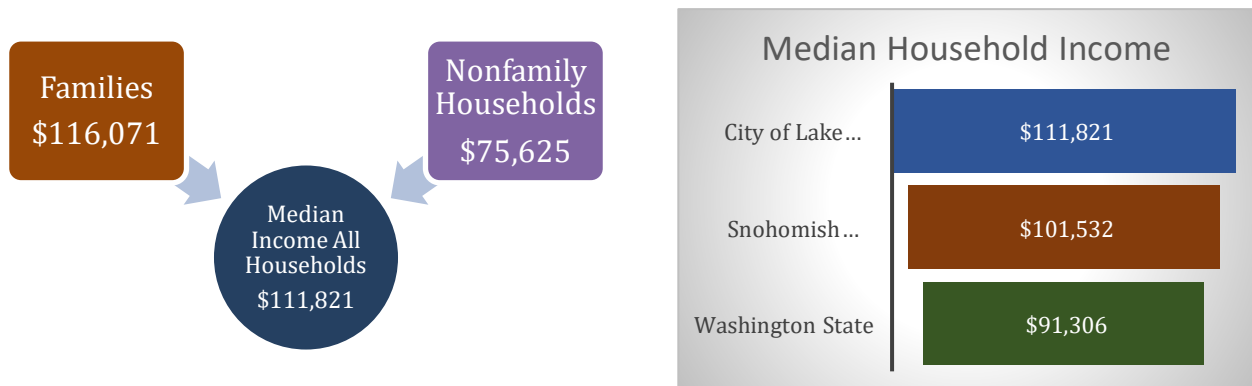 Families
$116,071
Nonfamily
Households
$75,625
Median
Income All
Households
$111,821
Median Household Income
City of Lake...
$111,821
Snohomish...
$101,532
Washington State
$91,306